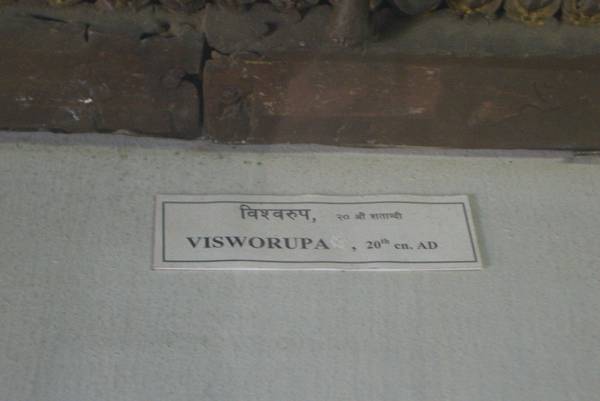 विश्वरुप, २० औ शताब्दी
VISWORUPA , 20th cn. AD